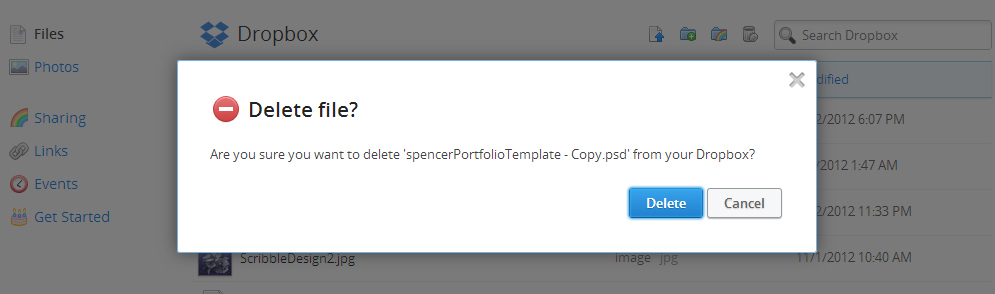 Files
Dropbox
Search Dropbox
Photos
dified
Delete file?
Sharing
2/2012 6:07 PM
Links
Are you sure you want to delete 'spencerPortfolioTemplate - Copy.psd' from your Dropbox?
/2012 1:47 AM
Events
Delete
Cancel
Get Started
2/2012 11:33 PM
ScribbleDesign2.jpg
image jpg
11/1/2012 10:40 AM